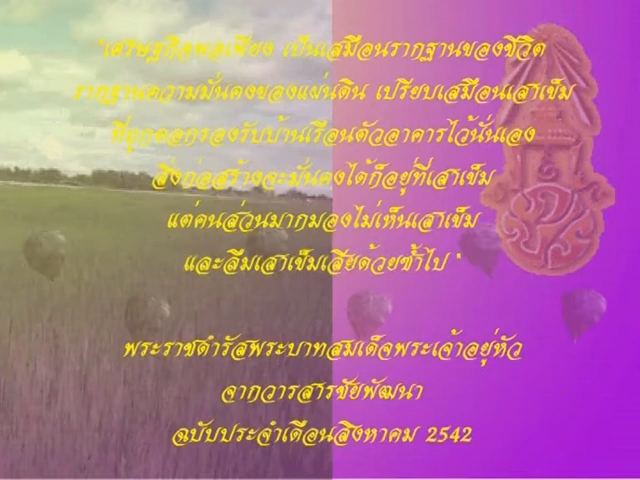 "เศรษฐกิจพอเพียง เป็นเสมือนรากฐานของชีวิต
รากฐานความมั่นคงของแผ่นดิน เปรียบเสมือนเสาเข็ม
ที่ถูกตอกรองรับบ้านเรือนตัวอาคารไว้นั่นเอง
สิ่งก่อสร้างจะมั่นคงได้ก็อยู่ที่เสาเข็ม
แต่คนส่วนมากมองไม่เห็นเสาเข็ม
และลืมเสาเข็มเสียด้วยซ้ำไป "
พระราชดำรัสพระบาทสมเด็จพระเจ้าอยู่หัว
จากวารสารชัยพัฒนา
ฉบับประจำเดือนสิงหาคม 2542